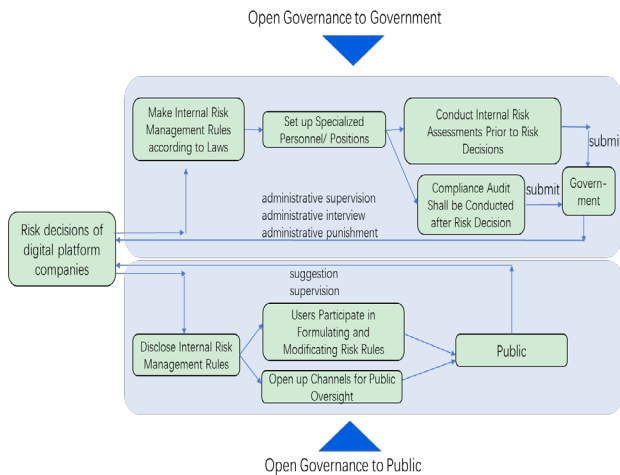 Open Governance to Government
Make Internal Risk
Management Rules
according to Laws
Set up Specialized
Personnel/ Positions
Conduct Internal Risk
Assessments Prior to Risk
Decisions
submit
Compliance Audit
Shall be Conducted
after Risk Decision
submit
Govern-
ment
administrative supervision
administrative interview
administrative punishment
Risk decisions of
digital platform
companies
suggestion
supervision
Users Participate in
Formulating and
Modificating Risk Rules
Disclose Internal Risk
Management Rules
Public
Open up Channels for Public
Oversight
Open Governance to Public